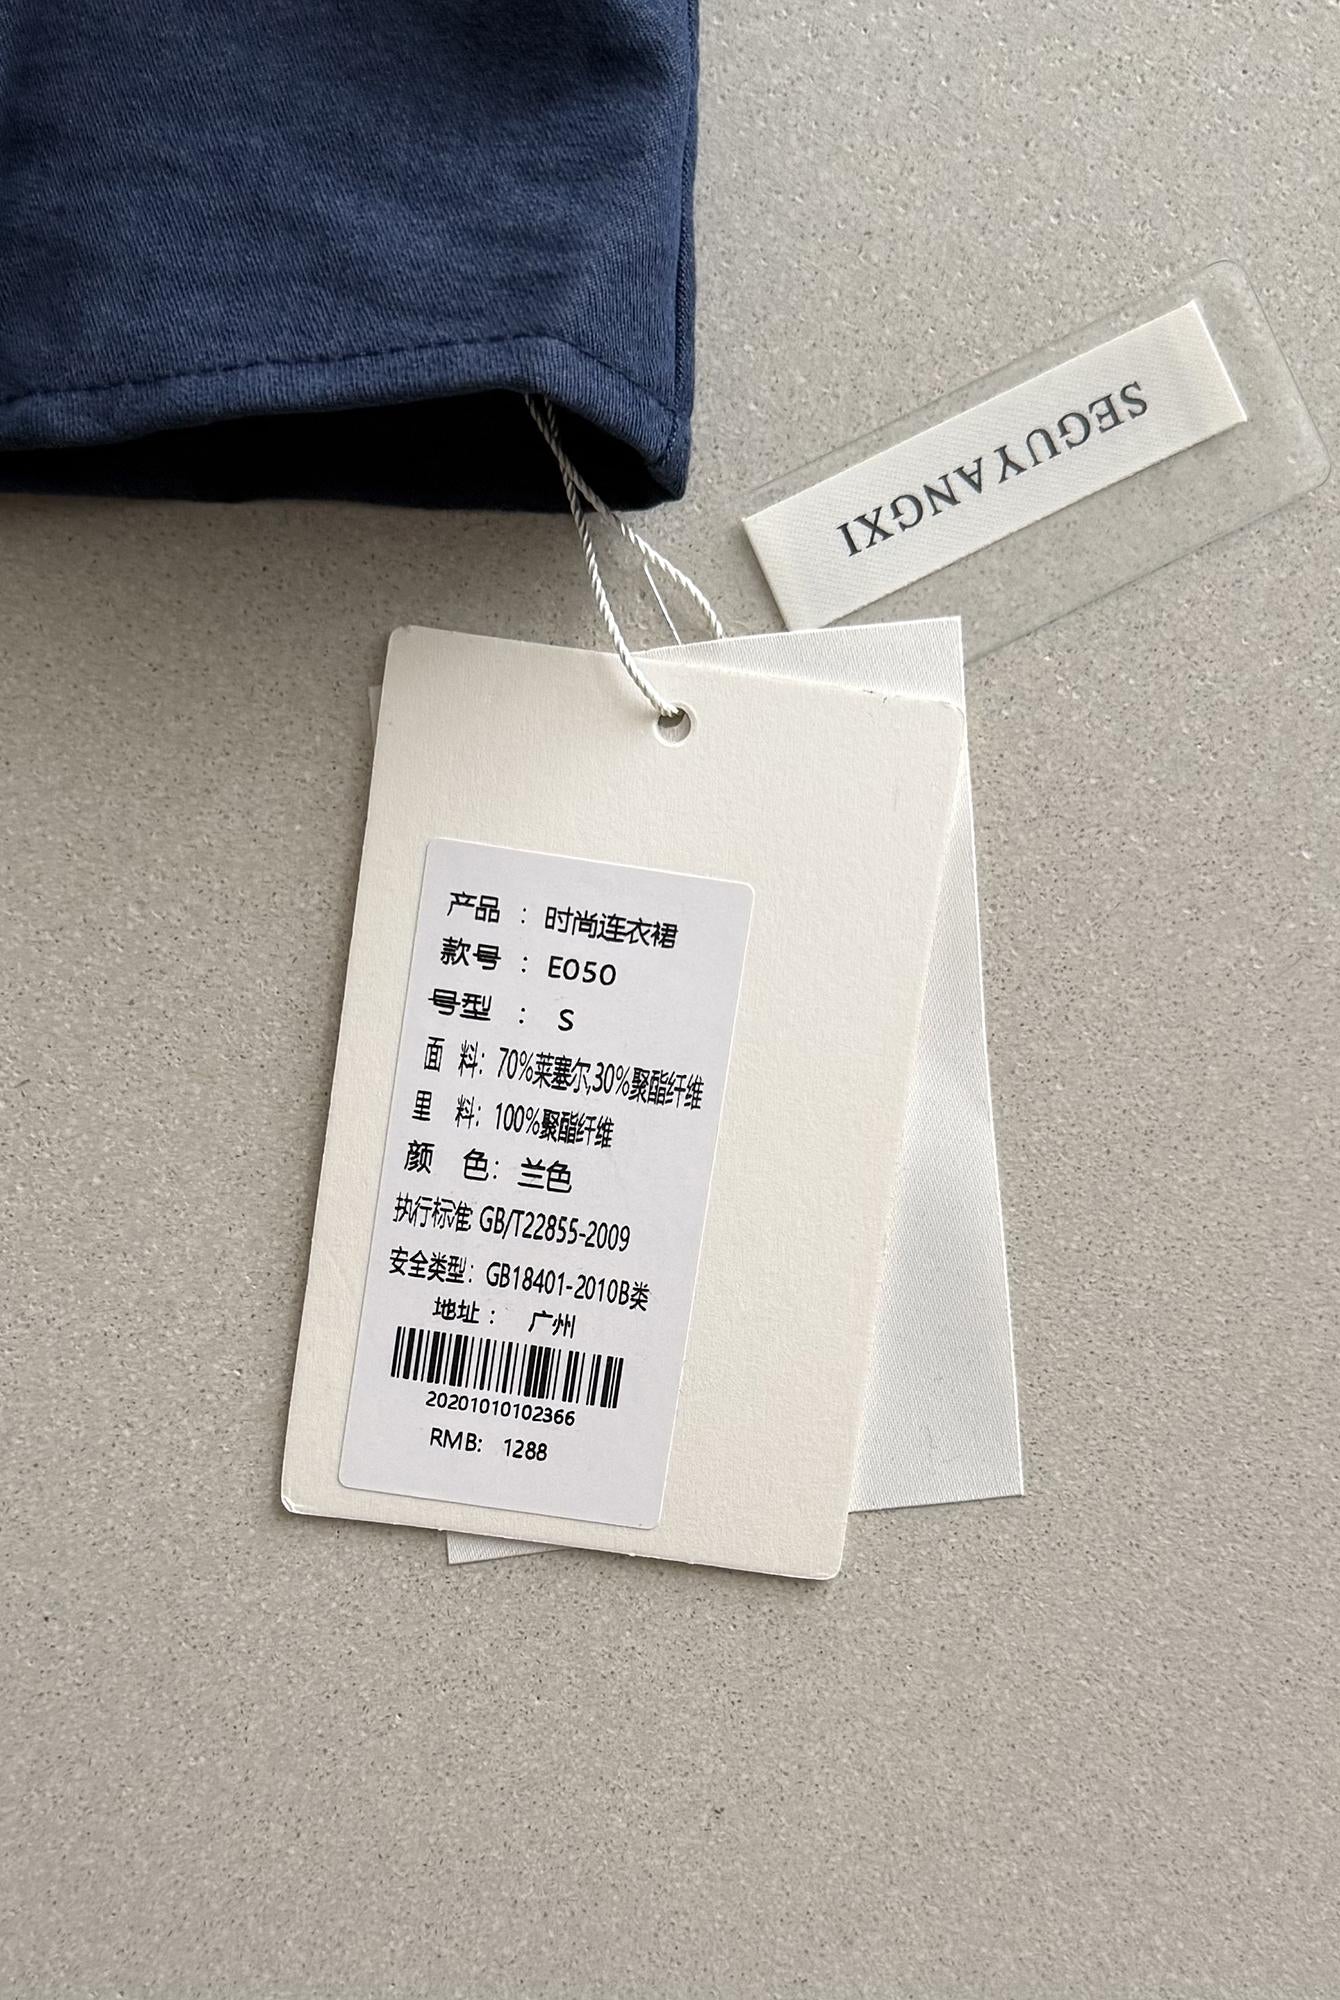 SEGUYANGXI
产品 : 时尚连衣裙
款号 : E050
号型 : S
面 料: 70%莱塞尔,30%聚酯纤维
里 料: 100%聚酯纤维
颜 色: 兰色
执行标准 GB/T22855-2009
安全类型: GB18401-2010B类
地址: 广州
20201010102366
RMB: 1288